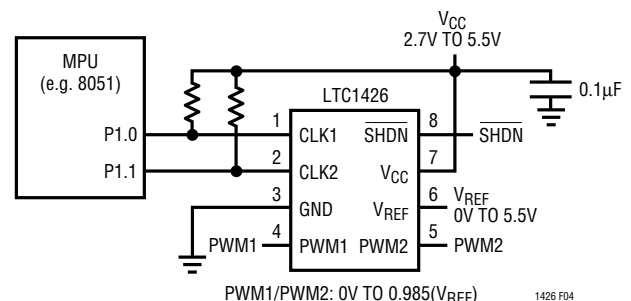 V_CC
2.7V TO 5.5V
MPU
(e.g. 8051)
0.1µF
LTC1426
P1.0
1
CLK1
SHDN
8
SHDN
P1.1
2
CLK2
V_CC
7
3
GND
V_REF
6
V_REF
0V TO 5.5V
PWM1
4
PWM1
PWM2
5
PWM2
PWM1/PWM2: 0V TO 0.985(V_REF)
1426 F04